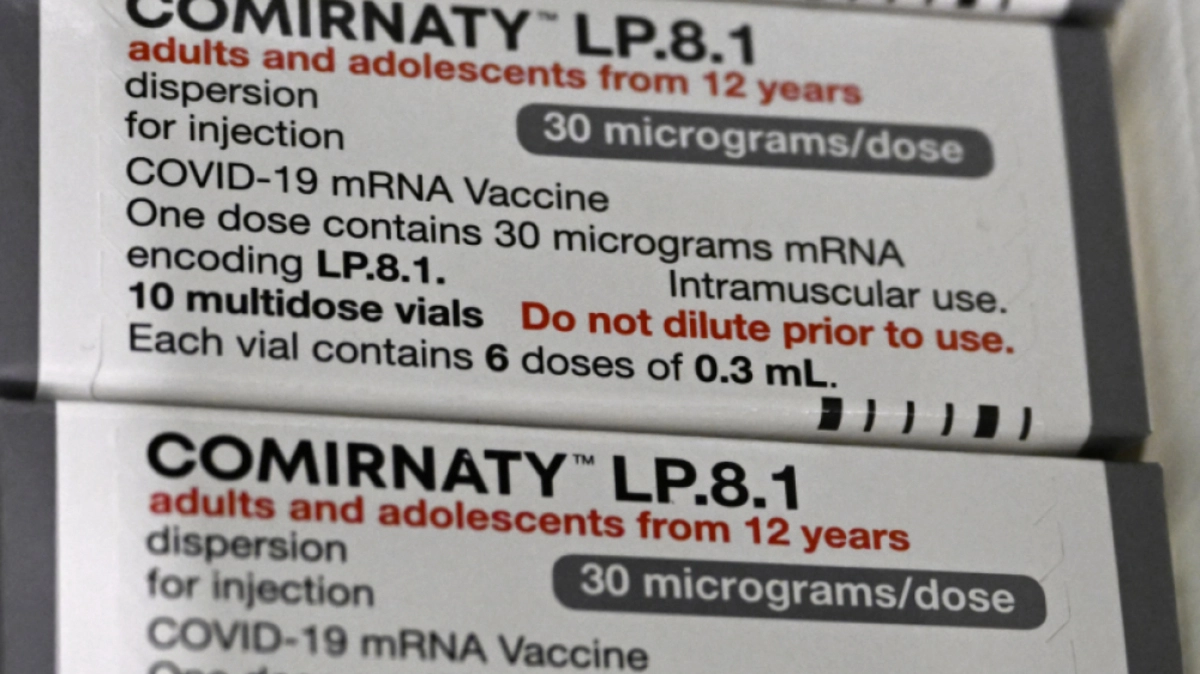 COMIRNATY™ LP.8.1
adults and adolescents from 12 years
dispersion
for injection
30 micrograms/dose
COVID-19 mRNA Vaccine
One dose contains 30 micrograms mRNA
encoding LP.8.1.
Intramuscular use.
10 multidose vials Do not dilute prior to use.
Each vial contains 6 doses of 0.3 mL.
COMIRNATY™ LP.8.1
adults and adolescents from 12 years
dispersion
for injection
30 micrograms/dose
COVID-19 mRNA Vaccine